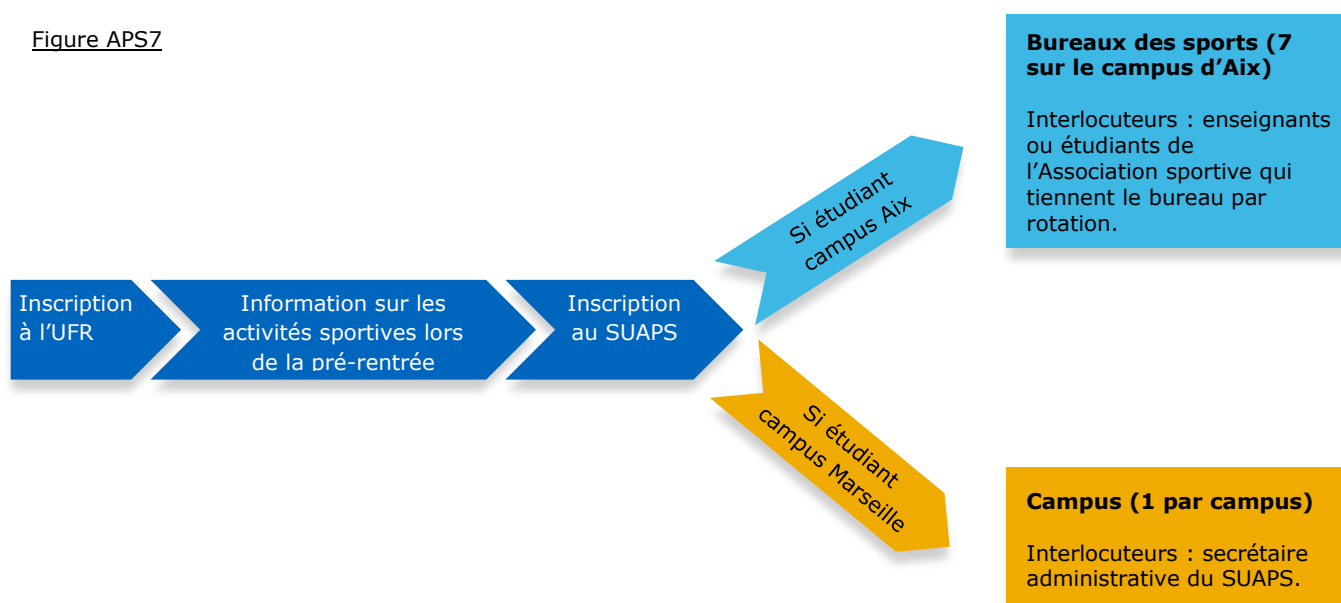 Figure APS7
Bureaux des sports (7
sur le campus d’Aix)
Interlocuteurs : enseignants
ou étudiants de
l’Association sportive qui
tiennent le bureau par
rotation.
Si étudiant
campus Aix
Inscription
à l’UFR
Information sur les
activités sportives lors
de la pré-rentrée
Inscription
au SUAPS
Si étudiant
campus Marseille
Campus (1 par campus)
Interlocuteurs : secrétaire
administrative du SUAPS.